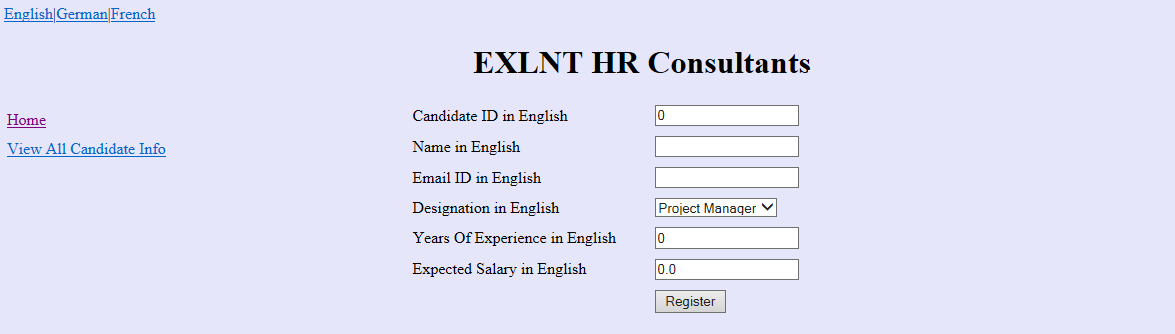 English|German|French
EXLNT HR Consultants
Home
View All Candidate Info
Candidate ID in English 0
Name in English
Email ID in English
Designation in English Project Manager
Years Of Experience in English 0
Expected Salary in English 0.0
Register